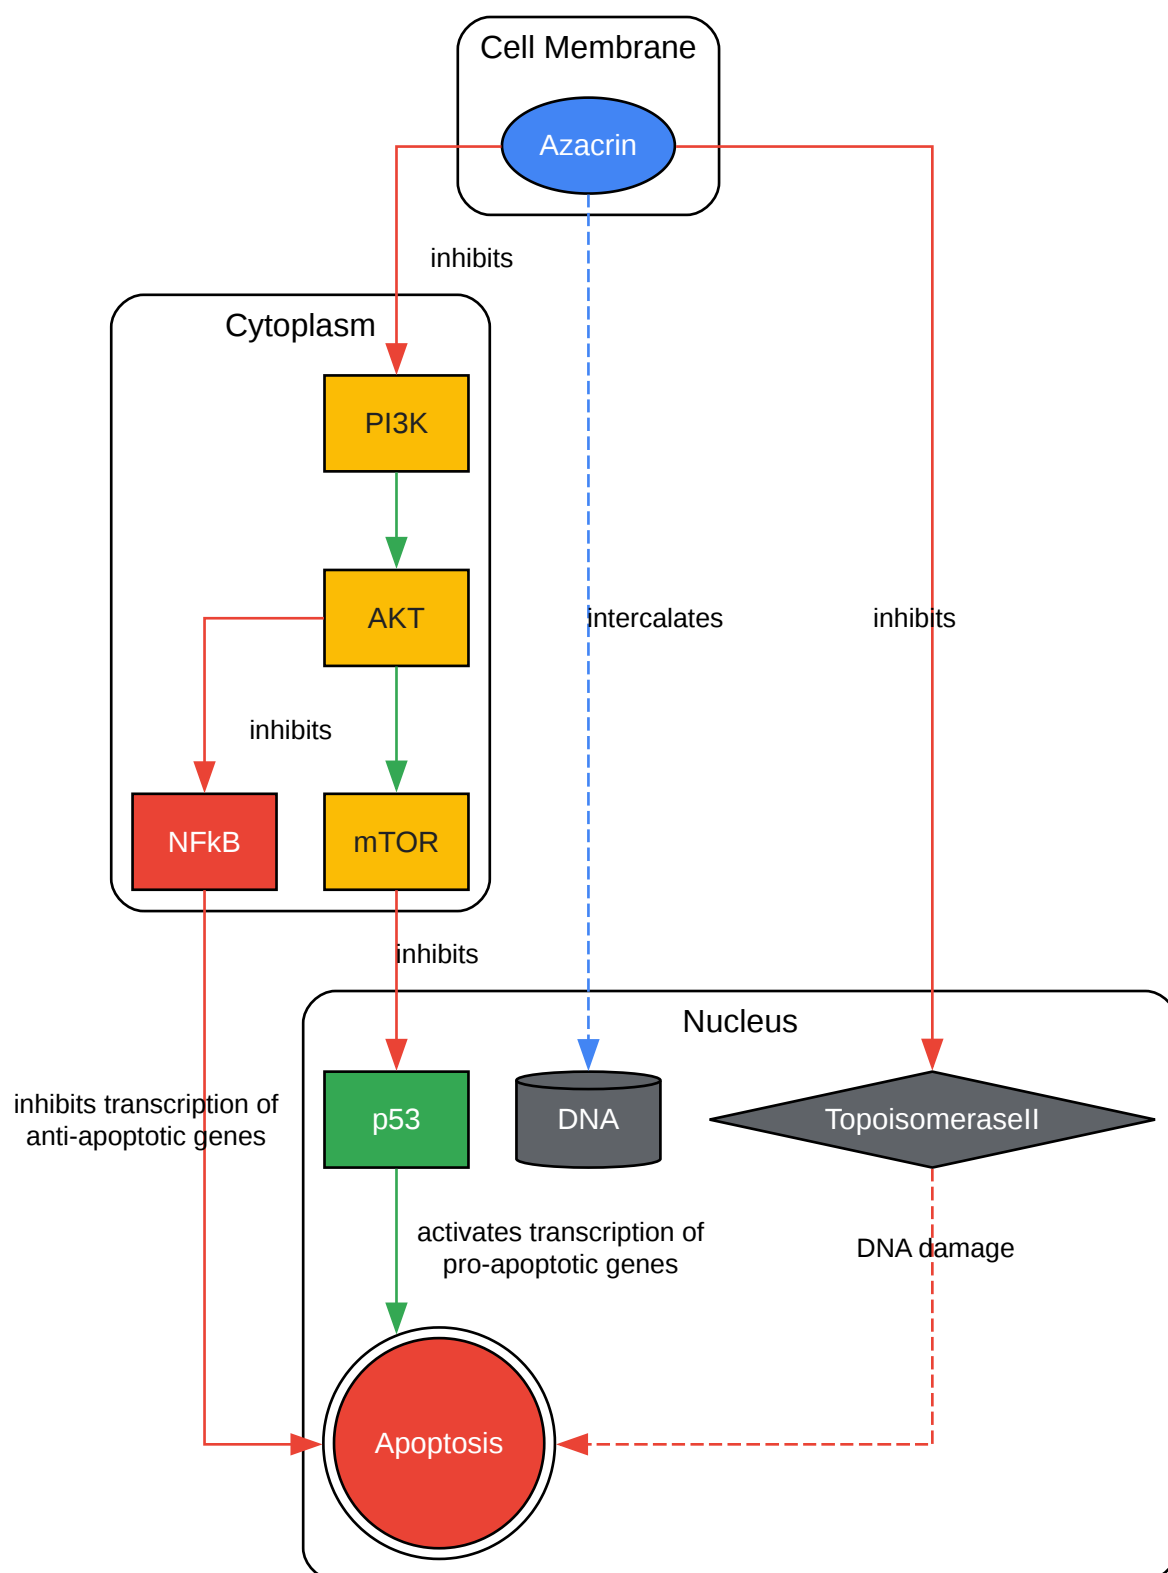 Cell Membrane
Azacrin
inhibits
Cytoplasm
PI3K
AKT
intercalates
inhibits
inhibits
NFkB
mTOR
inhibits
Nucleus
inhibits transcription of
anti-apoptotic genes
p53
DNA
TopoisomeraseII
activates transcription of
pro-apoptotic genes
DNA damage
Apoptosis